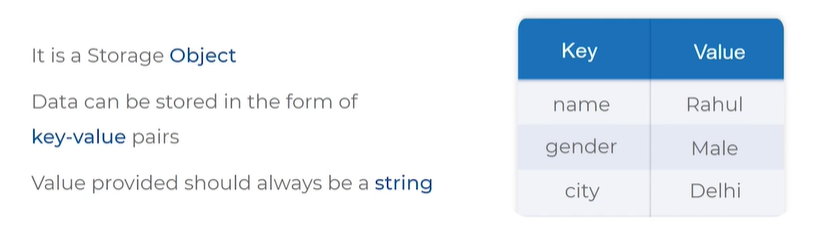 It is a Storage Object
Data can be stored in the form of
key-value pairs
Value provided should always be a string
Key Value
name Rahul
gender Male
city Delhi